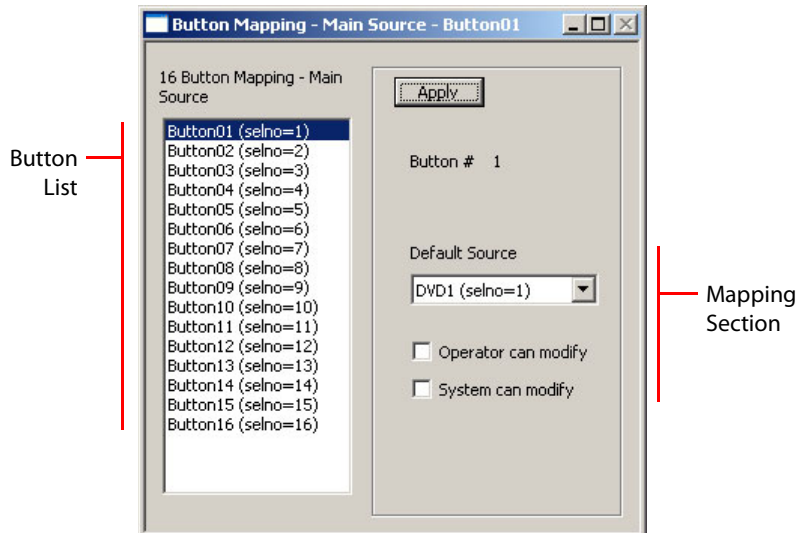 Button Mapping - Main Source - Button01
16 Button Mapping - Main
Source
Button01 (selno=1)
Button02 (selno=2)
Button03 (selno=3)
Button04 (selno=4)
Button05 (selno=5)
Button06 (selno=6)
Button07 (selno=7)
Button08 (selno=8)
Button09 (selno=9)
Button10 (selno=10)
Button11 (selno=11)
Button12 (selno=12)
Button13 (selno=13)
Button14 (selno=14)
Button15 (selno=15)
Button16 (selno=16)
Button
List
Apply
Button # 1
Default Source
DVD1 (selno=1)
Operator can modify
System can modify
Mapping
Section